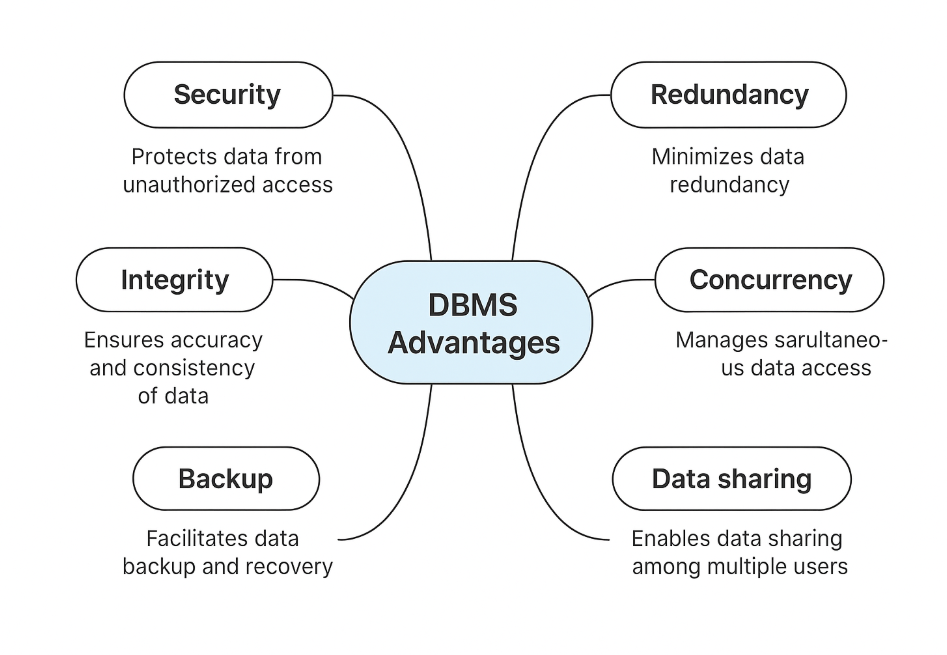 Security
Protects data from
unauthorized access
Integrity
Ensures accuracy
and consistency
of data
Backup
Facilitates data
backup and recovery
DBMS
Advantages
Redundancy
Minimizes data
redundancy
Concurrency
Manages sarultaneo-
us data access
Data sharing
Enables data sharing
among multiple users